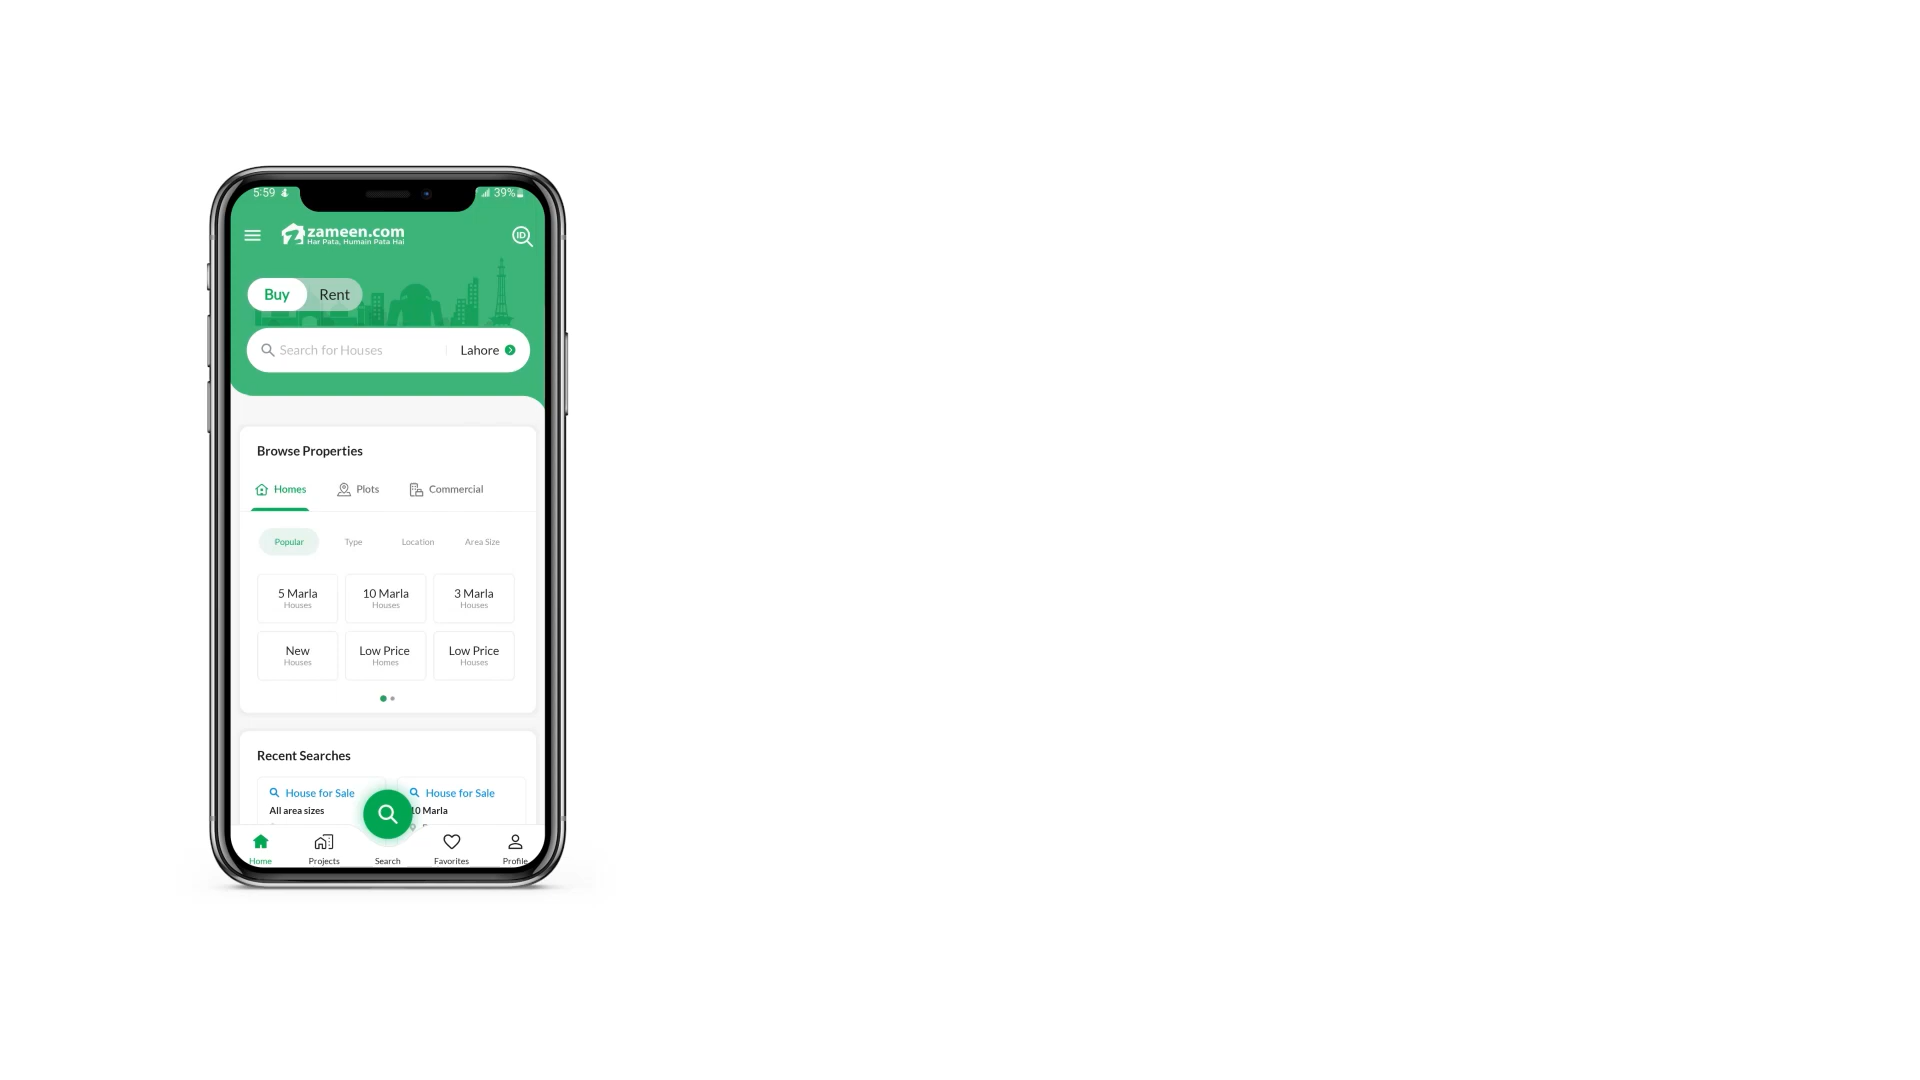 5:59
39%
zameen.com
Har Pata, Humain Pata Hai
ID
Buy
Rent
Search for Houses
Lahore
Browse Properties
Homes
Plots
Commercial
Popular
Type
Location
Area Size
5 Marla
Houses
10 Marla
Houses
3 Marla
Houses
New
Houses
Low Price
Homes
Low Price
Houses
Recent Searches
House for Sale
All area sizes
House for Sale
10 Marla
Home
Projects
Search
Favorites
Profile